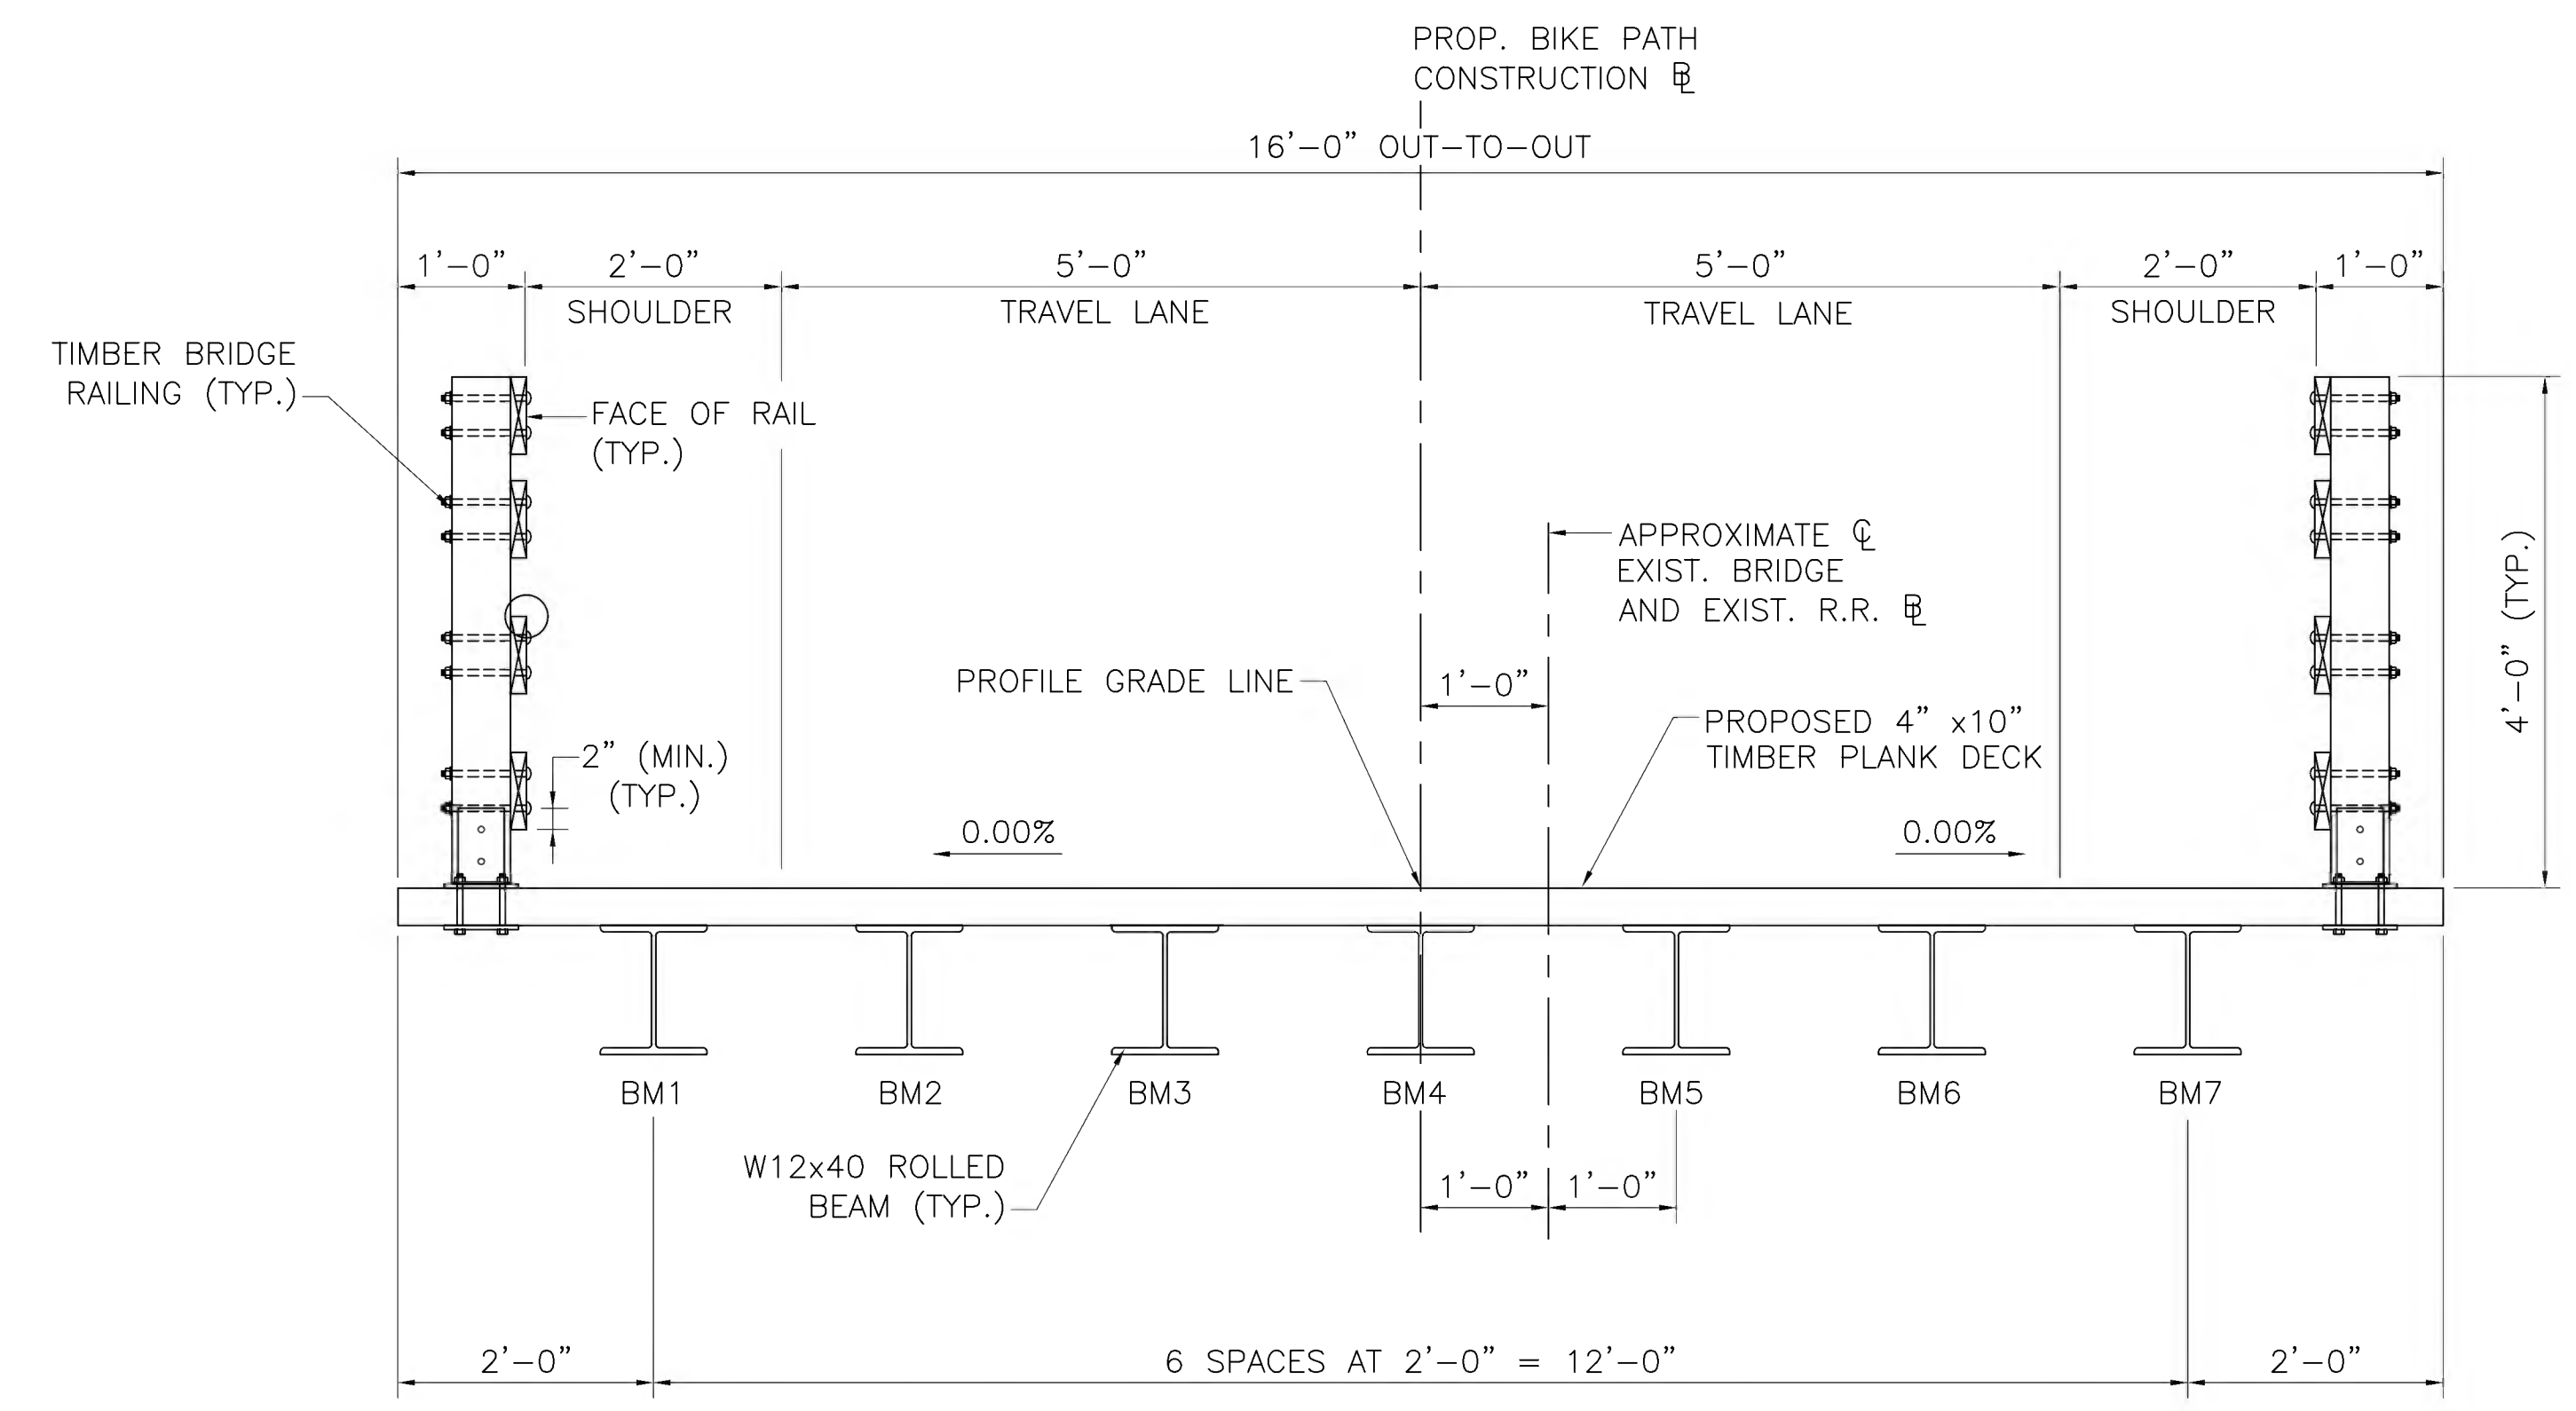 PROP. BIKE PATH
CONSTRUCTION ⅊
16'-0" OUT-TO-OUT
1'-0"
2'-0"
5'-0"
5'-0"
2'-0"
1'-0"
SHOULDER
TRAVEL LANE
TRAVEL LANE
SHOULDER
TIMBER BRIDGE
RAILING (TYP.)
FACE OF RAIL
(TYP.)
APPROXIMATE ℄
EXIST. BRIDGE
AND EXIST. R.R. BL
4'-0" (TYP.)
PROFILE GRADE LINE
1'-0"
PROPOSED 4" x10"
TIMBER PLANK DECK
2" (MIN.)
(TYP.)
0.00%
0.00%
BM1
BM2
BM3
BM4
BM5
BM6
BM7
W12x40 ROLLED
BEAM (TYP.)
1'-0"
1'-0"
2'-0"
6 SPACES AT 2'-0" = 12'-0"
2'-0"